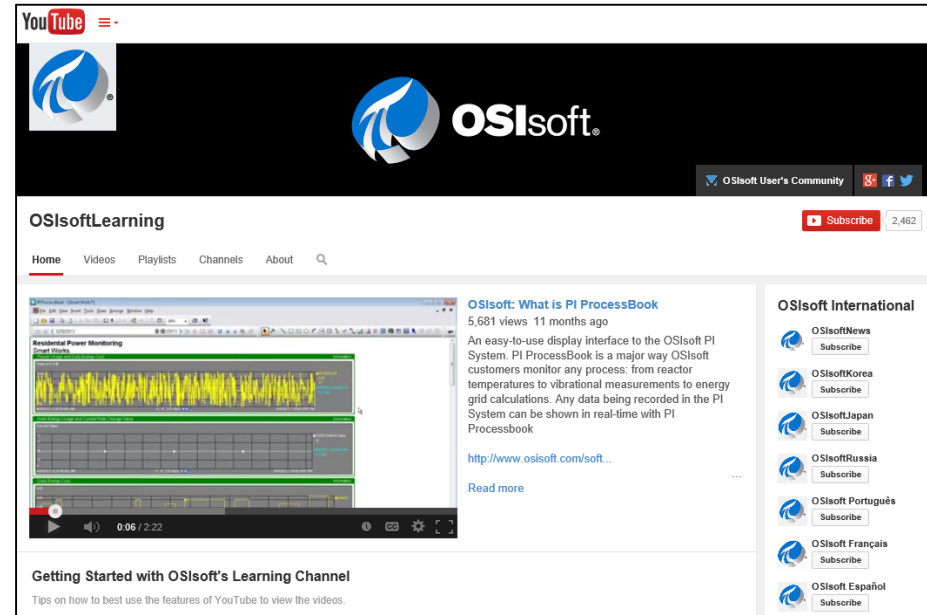 YouTube
OSIsoft®
OSIsoft User's Community
OSIsoftLearning
Subscribe 2,462
Home Videos Playlists Channels About
Residental Power Monitoring
Smart Works
OSIsoft: What is PI ProcessBook
5,681 views 11 months ago
An easy-to-use display interface to the OSIsoft PI
System. PI ProcessBook is a major way OSIsoft
customers monitor any process: from reactor
temperatures to vibrational measurements to energy
grid calculations. Any data being recorded in the PI
System can be shown in real-time with PI
Processbook
http://www.osisoft.com/soft...
...
Read more
0:06 / 2:22
CC
Getting Started with OSIsoft's Learning Channel
Tips on how to best use the features of YouTube to view the videos.
OSIsoft International
OSIsoftNews
Subscribe
OSIsoftKorea
Subscribe
OSIsoftJapan
Subscribe
OSIsoftRussia
Subscribe
OSIsoft Português
Subscribe
OSIsoft Français
Subscribe
OSIsoft Español
Subscribe